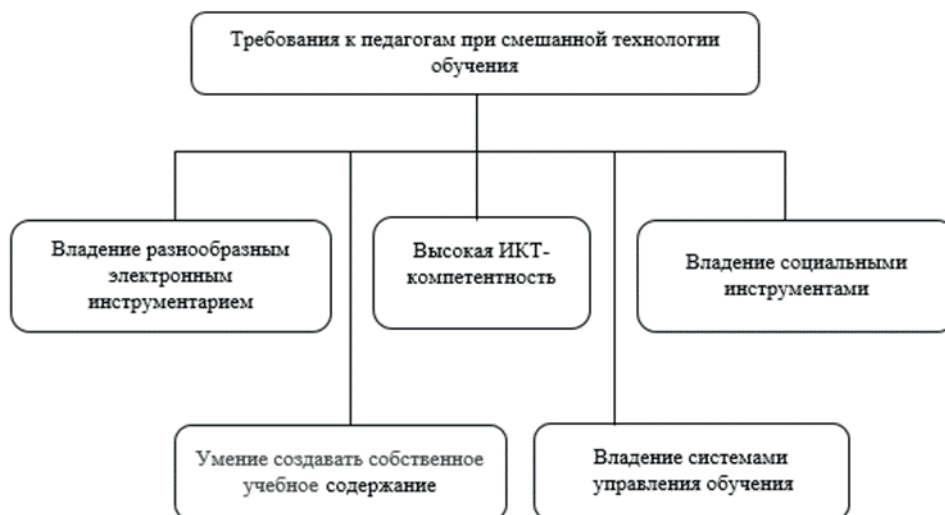 Требования к педагогам при смешанной технологии
обучения
Владение разнообразным
электронным
инструментарием
Высокая ИКТ-
компетентность
Владение социальными
инструментами
Умение создавать собственное
учебное содержание
Владение системами
управления обучения